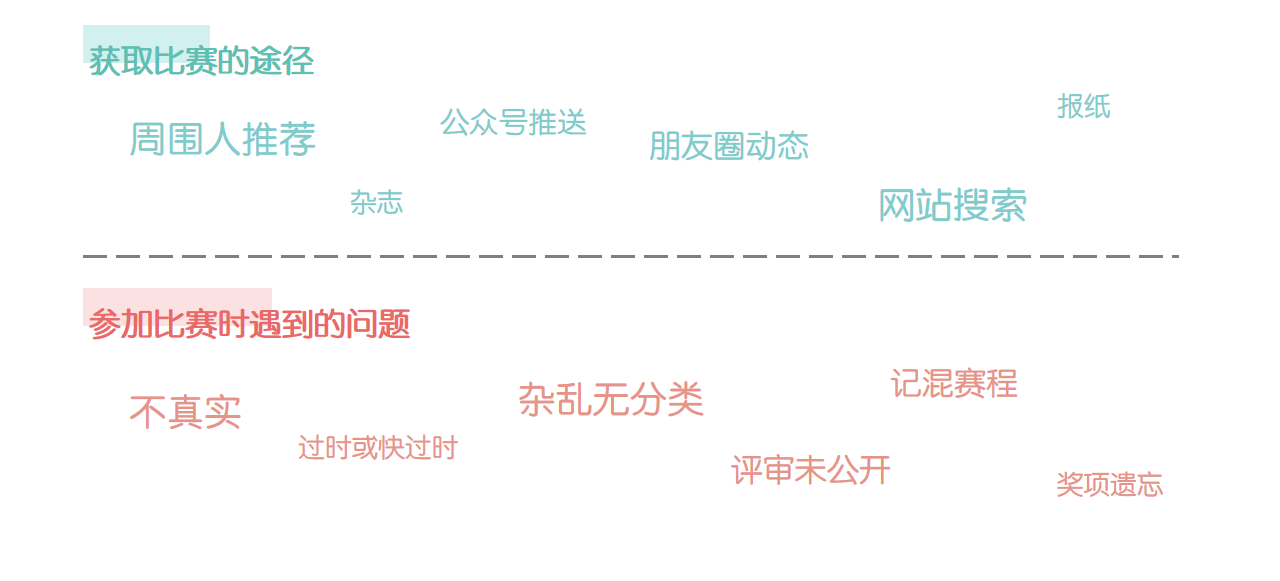 获取比赛的途径
报纸
公众号推送
周围人推荐
朋友圈动态
杂志
网站搜索
参加比赛时遇到的问题
记混赛程
杂乱无分类
不真实
过时或快过时
评审未公开
奖项遗忘